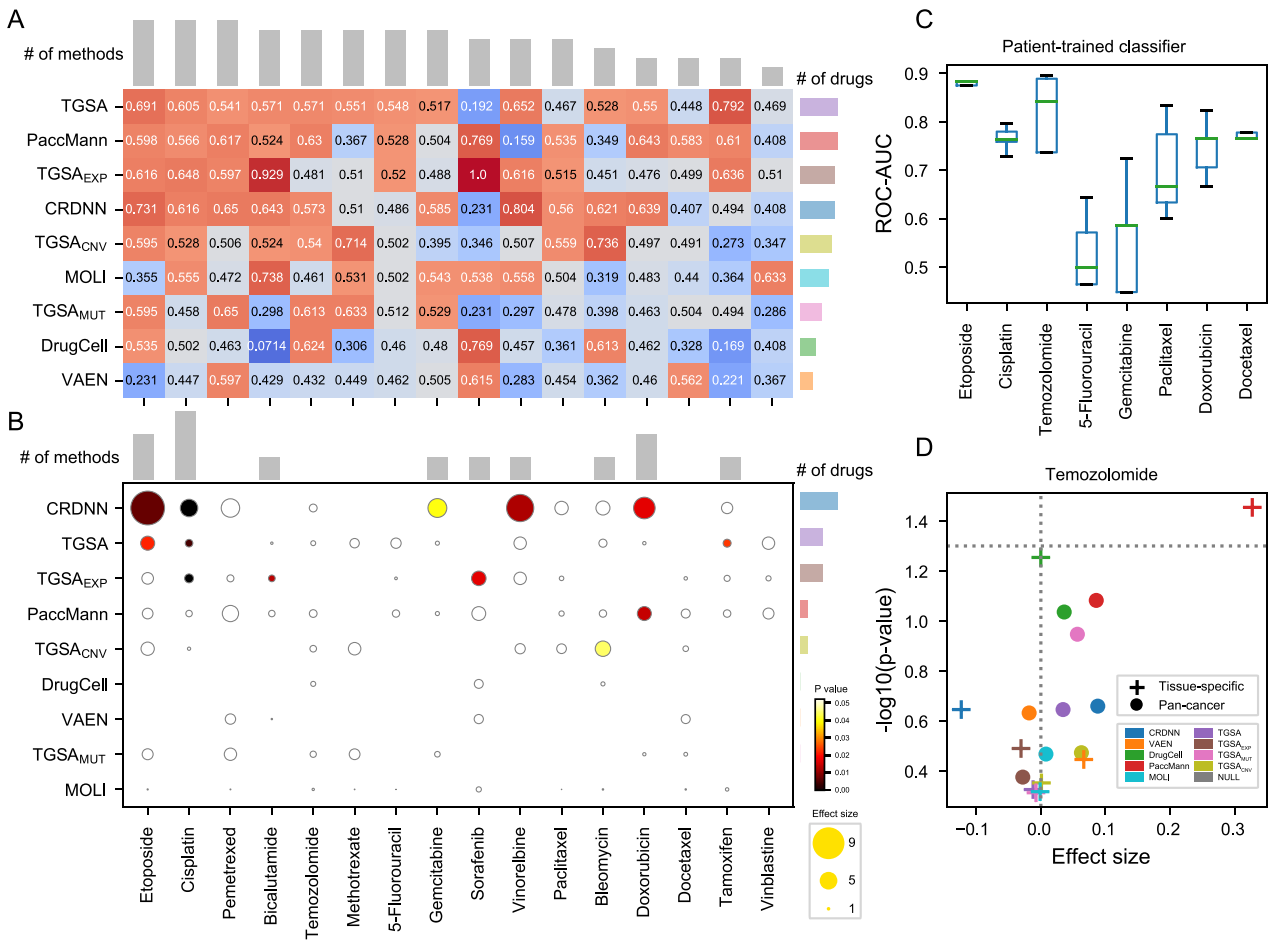 A
# of methods
# of drugs
TGSA 0.691 0.605 0.541 0.571 0.571 0.551 0.548 0.517 0.192 0.652 0.467 0.528 0.55 0.448 0.792 0.469
PaccMann 0.598 0.566 0.617 0.524 0.63 0.367 0.528 0.504 0.769 0.159 0.535 0.349 0.643 0.583 0.61 0.408
TGSAEXP 0.616 0.648 0.597 0.929 0.481 0.51 0.52 0.488 1.0 0.616 0.515 0.451 0.476 0.499 0.636 0.51
CRDNN 0.731 0.616 0.65 0.643 0.573 0.51 0.486 0.585 0.231 0.804 0.56 0.621 0.639 0.407 0.494 0.408
TGSACNV 0.595 0.528 0.506 0.524 0.54 0.714 0.502 0.395 0.346 0.507 0.559 0.736 0.497 0.491 0.273 0.347
MOLI 0.355 0.555 0.472 0.738 0.461 0.531 0.502 0.543 0.538 0.558 0.504 0.319 0.483 0.44 0.364 0.633
TGSAMUT 0.595 0.458 0.65 0.298 0.613 0.633 0.512 0.529 0.231 0.297 0.478 0.398 0.463 0.504 0.494 0.286
DrugCell 0.535 0.502 0.463 0.0714 0.624 0.306 0.46 0.48 0.769 0.457 0.361 0.613 0.462 0.328 0.169 0.408
VAEN 0.231 0.447 0.597 0.429 0.432 0.449 0.462 0.505 0.615 0.283 0.454 0.362 0.46 0.562 0.221 0.367
B
# of methods
# of drugs
CRDNN
TGSA
TGSAEXP
PaccMann
TGSACNV
DrugCell
VAEN
TGSAMUT
MOLI
Etoposide
Cisplatin
Pemetrexed
Bicalutamide
Temozolomide
Methotrexate
5-Fluorouracil
Gemcitabine
Sorafenib
Vinorelbine
Paclitaxel
Bleomycin
Doxorubicin
Docetaxel
Tamoxifen
Vinblastine
P value
0.05
0.04
0.03
0.02
0.01
0.00
Effect size
9
5
1
C
Patient-trained classifier
ROC-AUC
0.9
0.8
0.7
0.6
0.5
Etoposide
Cisplatin
Temozolomide
5-Fluorouracil
Gemcitabine
Paclitaxel
Doxorubicin
Docetaxel
D
Temozolomide
-log10(p-value)
1.4
1.2
1.0
0.8
0.6
0.4
Tissue-specific
Pan-cancer
CRDNN
VAEN
DrugCell
PaccMann
MOLI
TGSA
TGSAEXP
TGSAMUT
TGSACNV
NULL
−0.1 0.0 0.1 0.2 0.3
Effect size